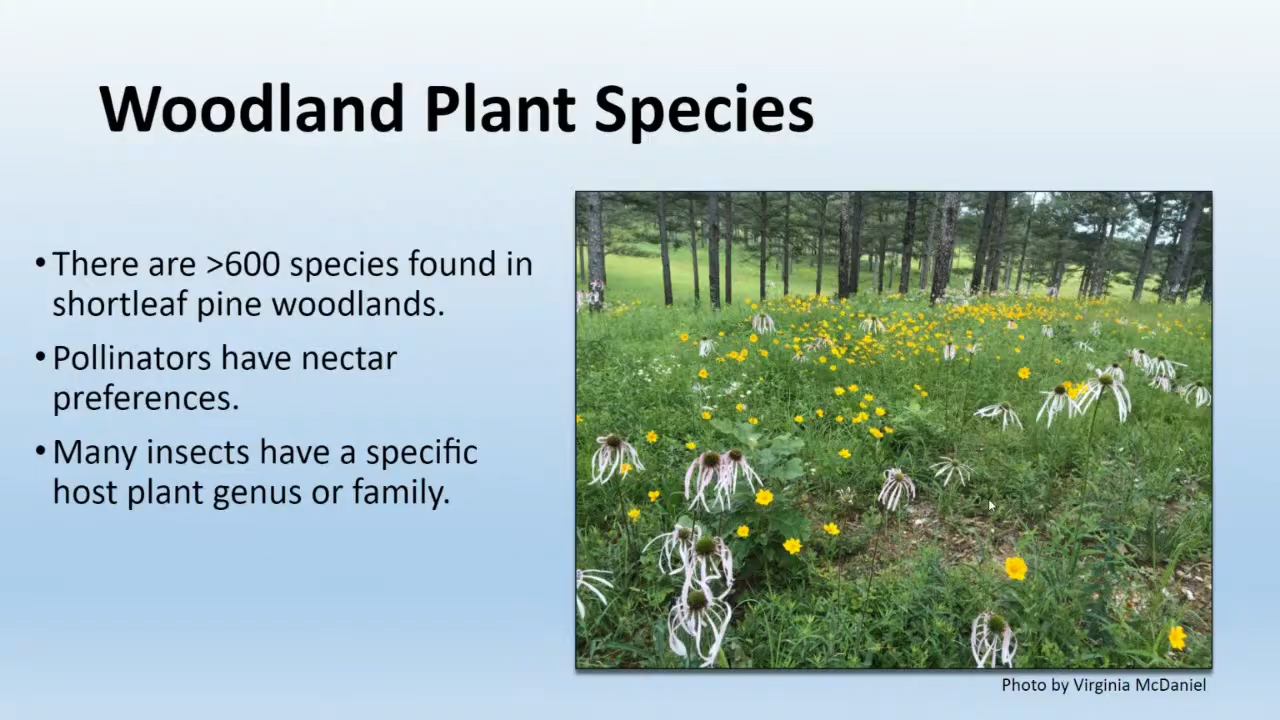 Woodland Plant Species
• There are >600 species found in
shortleaf pine woodlands.
• Pollinators have nectar
preferences.
• Many insects have a specific
host plant genus or family.
Photo by Virginia McDaniel